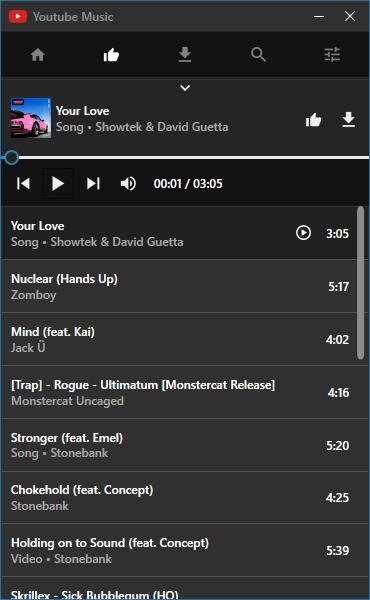 Youtube Music
Your Love
Song • Showtek & David Guetta
00:01 / 03:05
Your Love
Song • Showtek & David Guetta
3:05
Nuclear (Hands Up)
Zomboy
5:17
Mind (feat. Kai)
Jack Ü
4:02
[Trap] - Rogue - Ultimatum [Monstercat Release]
Monstercat Uncaged
4:16
Stronger (feat. Emel)
Song • Stonebank
5:20
Chokehold (feat. Concept)
Stonebank
4:25
Holding on to Sound (feat. Concept)
Video • Stonebank
5:39
Skrillex - Sick Bubblegum (HQ)